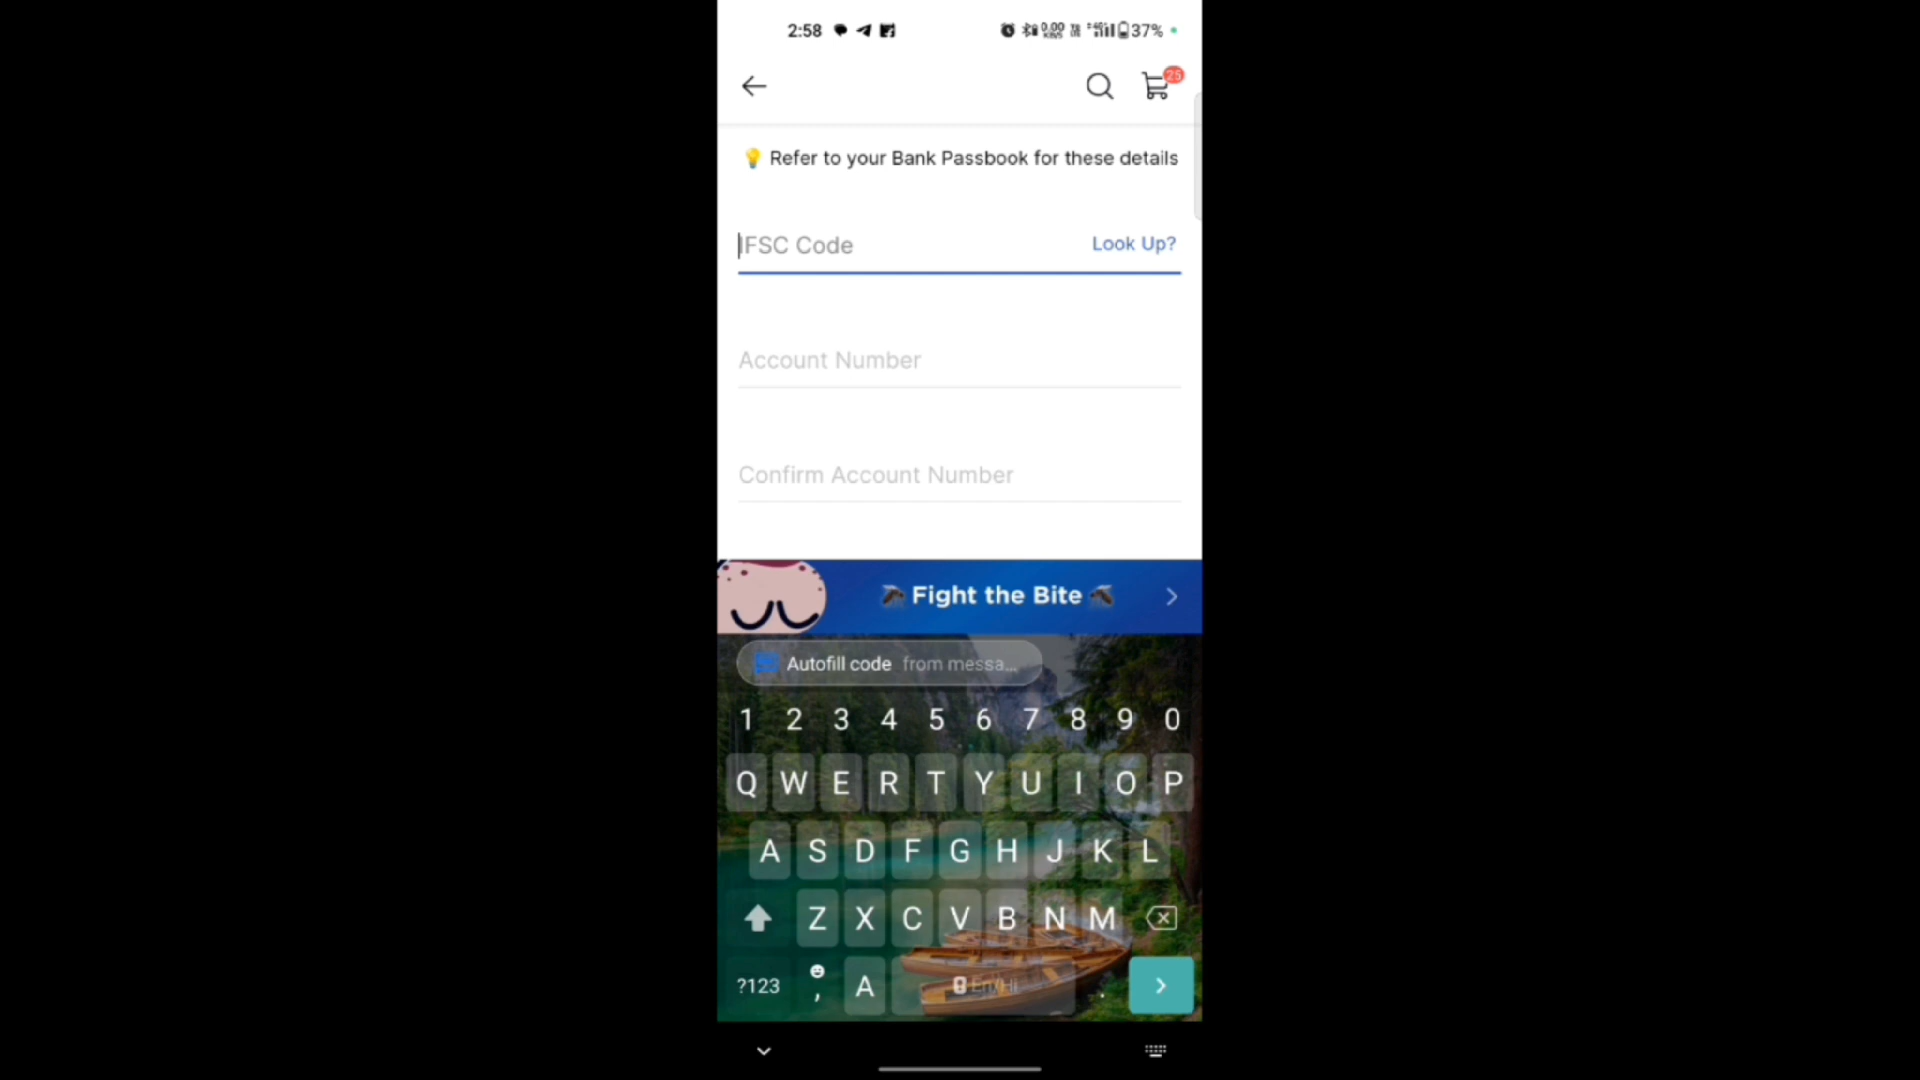 2:58 37%
25
Refer to your Bank Passbook for these details
IFSC Code Look Up?
Account Number
Confirm Account Number
Fight the Bite
Autofill code from messa...
1 2 3 4 5 6 7 8 9 0
Q W E R T Y U I O P
A S D F G H J K L
Z X C V B N M
?123 , A En/Hi .